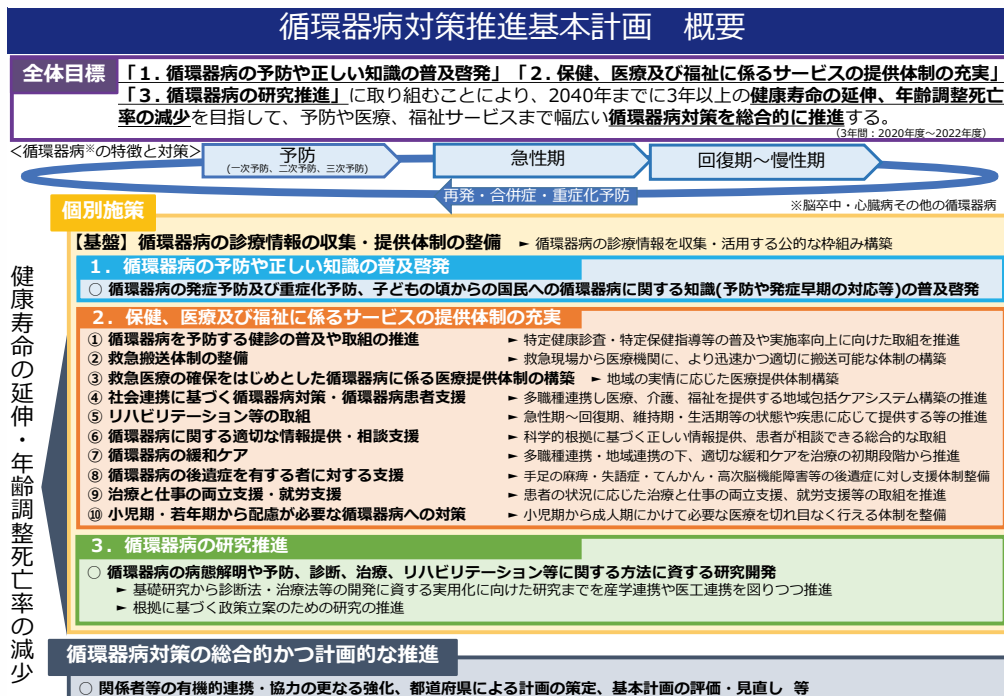 循環器病対策推進基本計画 概要
全体目標
「１．循環器病の予防や正しい知識の普及啓発」「２．保健、医療及び福祉に係るサービスの提供体制の充実」
「３．循環器病の研究推進」に取り組むことにより、2040年までに3年以上の健康寿命の延伸、年齢調整死亡
率の減少を目指して、予防や医療、福祉サービスまで幅広い循環器病対策を総合的に推進する。
(3年間：2020年度～2022年度)
＜循環器病※の特徴と対策＞
予防
(一次予防、二次予防、三次予防)
急性期
回復期～慢性期
再発・合併症・重症化予防
※脳卒中・心臓病その他の循環器病
個別施策
健康寿命の延伸・年齢調整死亡率の減少
【基盤】循環器病の診療情報の収集・提供体制の整備 ► 循環器病の診療情報を収集・活用する公的な枠組み構築
１．循環器病の予防や正しい知識の普及啓発
○ 循環器病の発症予防及び重症化予防、子どもの頃からの国民への循環器病に関する知識(予防や発症早期の対応等)の普及啓発
２．保健、医療及び福祉に係るサービスの提供体制の充実
① 循環器病を予防する健診の普及や取組の推進 ► 特定健康診査・特定保健指導等の普及や実施率向上に向けた取組を推進
② 救急搬送体制の整備 ► 救急現場から医療機関に、より迅速かつ適切に搬送可能な体制の構築
③ 救急医療の確保をはじめとした循環器病に係る医療提供体制の構築 ► 地域の実情に応じた医療提供体制構築
④ 社会連携に基づく循環器病対策・循環器病患者支援 ► 多職種連携し医療、介護、福祉を提供する地域包括ケアシステム構築の推進
⑤ リハビリテーション等の取組 ► 急性期～回復期、維持期・生活期等の状態や疾患に応じて提供する等の推進
⑥ 循環器病に関する適切な情報提供・相談支援 ► 科学的根拠に基づく正しい情報提供、患者が相談できる総合的な取組
⑦ 循環器病の緩和ケア ► 多職種連携・地域連携の下、適切な緩和ケアを治療の初期段階から推進
⑧ 循環器病の後遺症を有する者に対する支援 ► 手足の麻痺・失語症・てんかん・高次脳機能障害等の後遺症に対し支援体制整備
⑨ 治療と仕事の両立支援・就労支援 ► 患者の状況に応じた治療と仕事の両立支援、就労支援等の取組を推進
⑩ 小児期・若年期から配慮が必要な循環器病への対策 ► 小児期から成人期にかけて必要な医療を切れ目なく行える体制を整備
３．循環器病の研究推進
○ 循環器病の病態解明や予防、診断、治療、リハビリテーション等に関する方法に資する研究開発
► 基礎研究から診断法・治療法等の開発に資する実用化に向けた研究までを産学連携や医工連携を図りつつ推進
► 根拠に基づく政策立案のための研究の推進
循環器病対策の総合的かつ計画的な推進
○ 関係者等の有機的連携・協力の更なる強化、都道府県による計画の策定、基本計画の評価・見直し 等